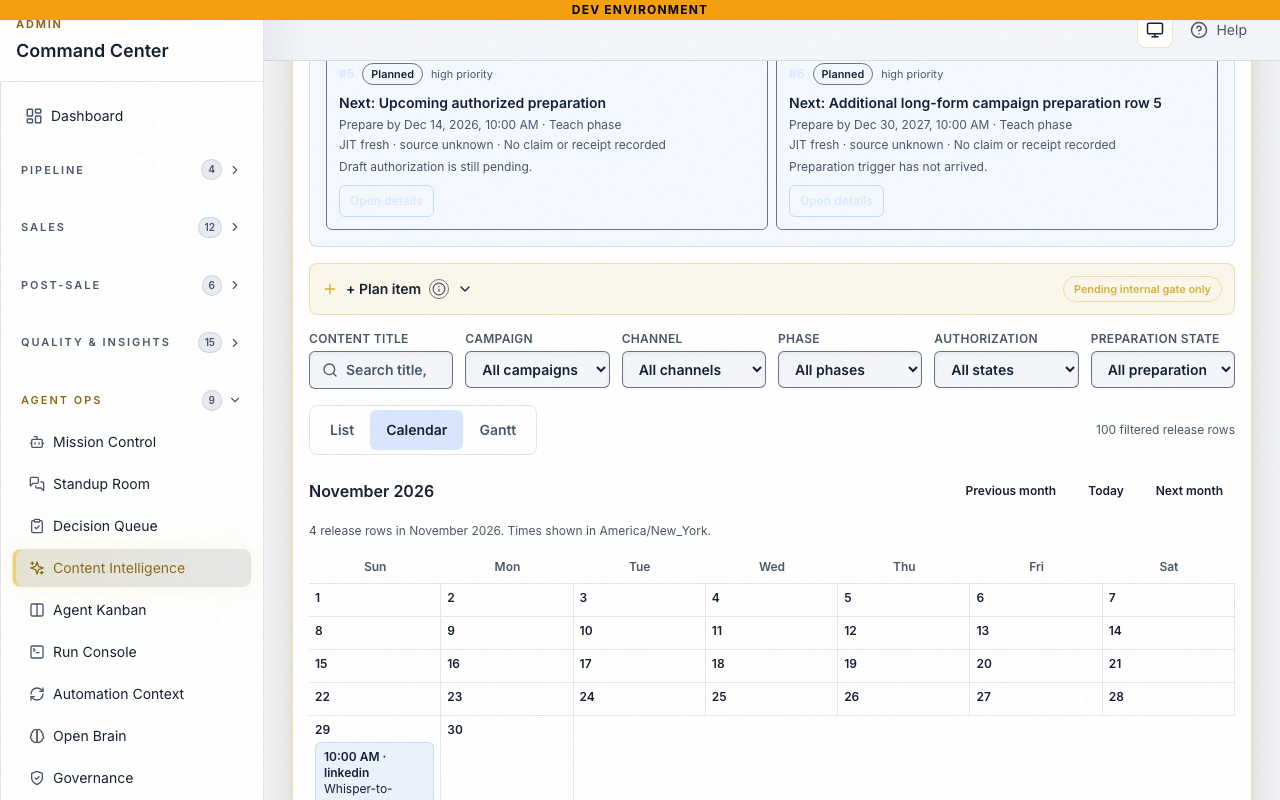 DEV ENVIRONMENT
ADMIN
Command Center
Help
Dashboard
PIPELINE 4
SALES 12
POST-SALE 6
QUALITY & INSIGHTS 15
AGENT OPS 9
Mission Control
Standup Room
Decision Queue
Content Intelligence
Agent Kanban
Run Console
Automation Context
Open Brain
Governance
#5 Planned high priority
Next: Upcoming authorized preparation
Prepare by Dec 14, 2026, 10:00 AM · Teach phase
JIT fresh · source unknown · No claim or receipt recorded
Draft authorization is still pending.
Open details
#6 Planned high priority
Next: Additional long-form campaign preparation row 5
Prepare by Dec 30, 2027, 10:00 AM · Teach phase
JIT fresh · source unknown · No claim or receipt recorded
Preparation trigger has not arrived.
Open details
+ Plan item
Pending internal gate only
CONTENT TITLE CAMPAIGN CHANNEL PHASE AUTHORIZATION PREPARATION STATE
Search title, All campaigns All channels All phases All states All preparation
List Calendar Gantt
100 filtered release rows
November 2026
Previous month Today Next month
4 release rows in November 2026. Times shown in America/New_York.
Sun Mon Tue Wed Thu Fri Sat
1 2 3 4 5 6 7
8 9 10 11 12 13 14
15 16 17 18 19 20 21
22 23 24 25 26 27 28
29 30
10:00 AM ·
linkedin
Whisper-to-